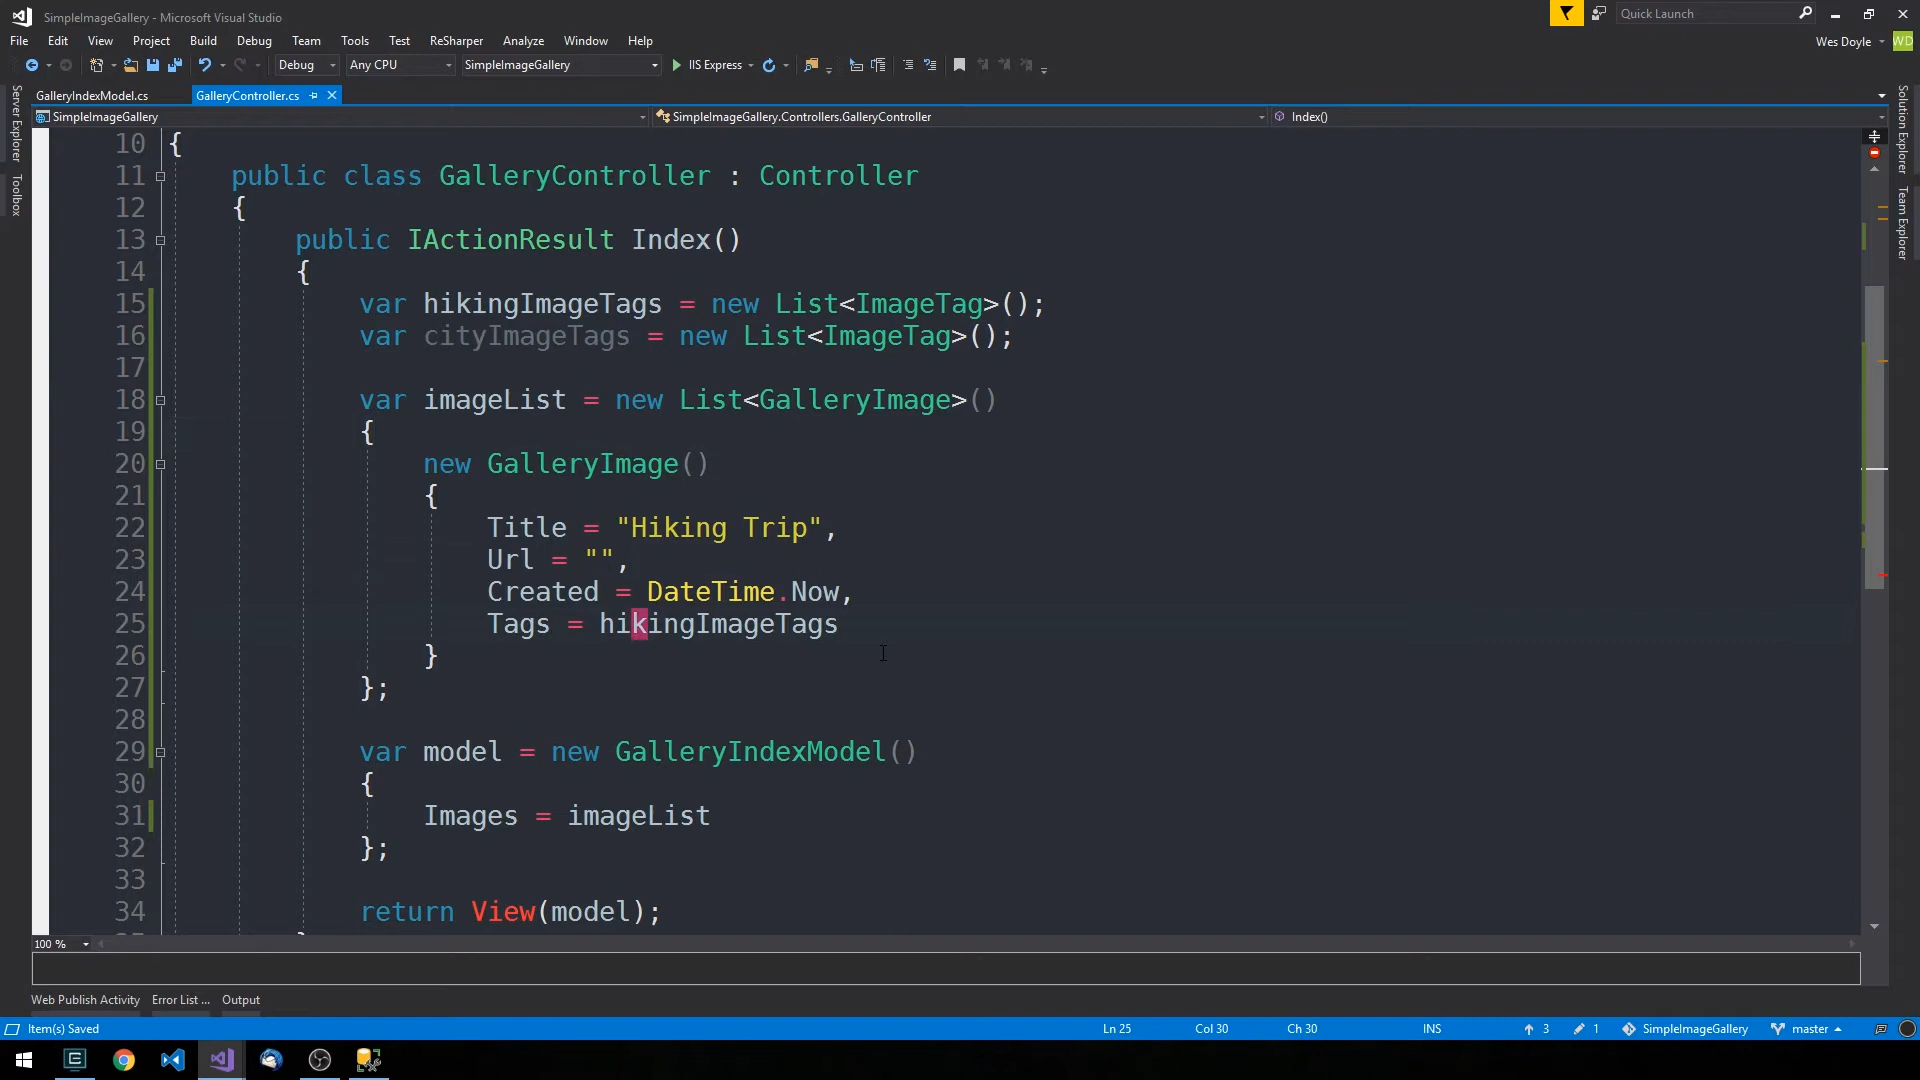 SimpleImageGallery - Microsoft Visual Studio
Quick Launch
File Edit View Project Build Debug Team Tools Test ReSharper Analyze Window Help
Wes Doyle WD
Debug Any CPU SimpleImageGallery IIS Express
GalleryIndexModel.cs GalleryController.cs
SimpleImageGallery SimpleImageGallery.Controllers.GalleryController Index()
Server Explorer
Toolbox
Solution Explorer
Team Explorer
10 {
11 public class GalleryController : Controller
12 {
13 public IActionResult Index()
14 {
15 var hikingImageTags = new List<ImageTag>();
16 var cityImageTags = new List<ImageTag>();
17
18 var imageList = new List<GalleryImage>()
19 {
20 new GalleryImage()
21 {
22 Title = "Hiking Trip",
23 Url = "",
24 Created = DateTime.Now,
25 Tags = hikingImageTags
26 }
27 };
28
29 var model = new GalleryIndexModel()
30 {
31 Images = imageList
32 };
33
34 return View(model);
100 %
Web Publish Activity Error List ... Output
Item(s) Saved Ln 25 Col 30 Ch 30 INS 3 1 SimpleImageGallery master